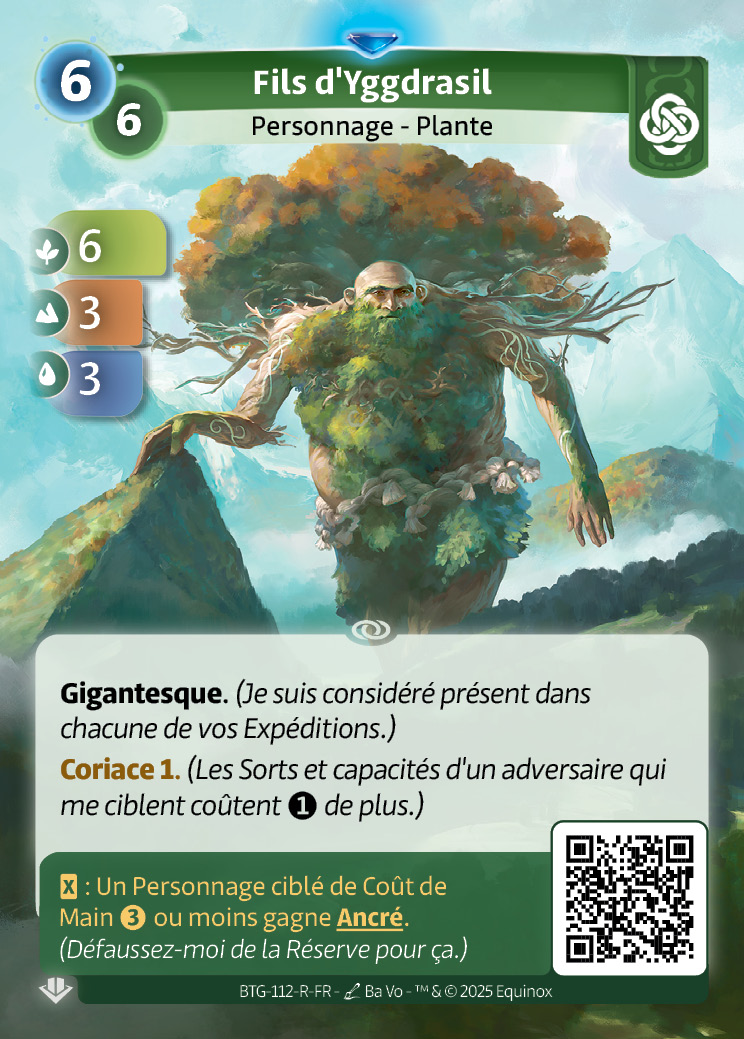 6
6
Fils d'Yggdrasil
Personnage - Plante
6
3
3
Gigantesque. (Je suis considéré présent dans
chacune de vos Expéditions.)
Coriace 1. (Les Sorts et capacités d'un adversaire qui
me ciblent coûtent 1 de plus.)
X : Un Personnage ciblé de Coût de
Main 3 ou moins gagne Ancré.
(Défaussez-moi de la Réserve pour ça.)
BTG-112-R-FR - Ba Vo - ™ & © 2025 Equinox